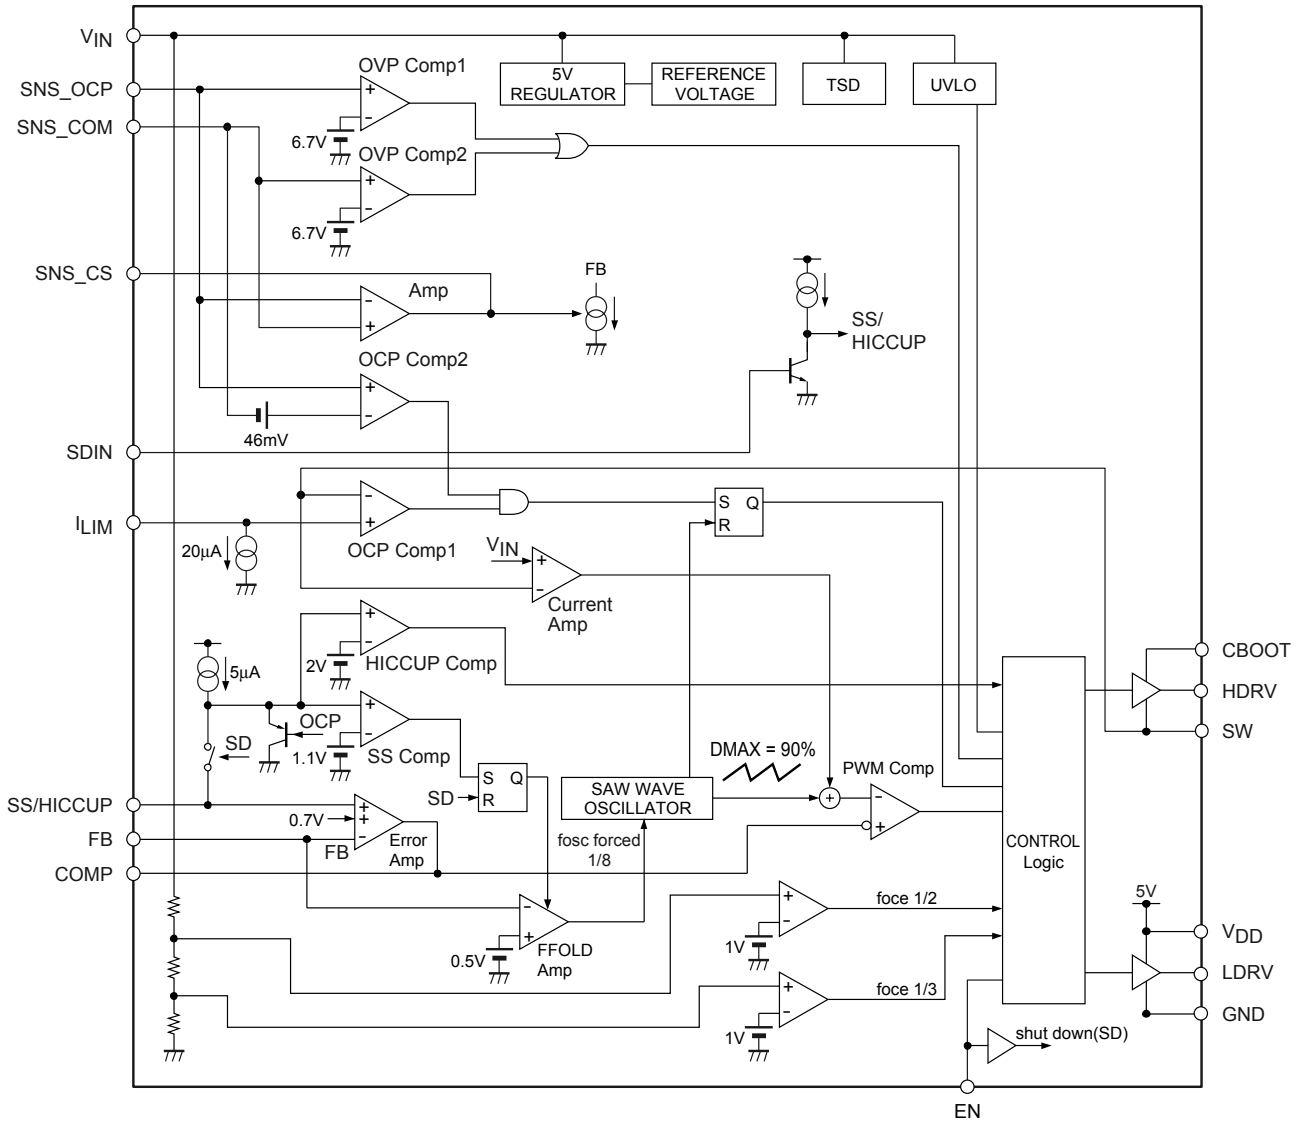 VIN
SNS_OCP
SNS_COM
OVP Comp1
+
-
6.7V
OVP Comp2
+
-
6.7V
5V
REGULATOR
REFERENCE
VOLTAGE
TSD
UVLO
SNS_CS
Amp
-
+
FB
SS/
HICCUP
OCP Comp2
+
-
46mV
SDIN
ILIM
20µA
-
+
OCP Comp1
S Q
R
VIN
+
-
Current
Amp
5µA
+
-
2V
HICCUP Comp
OCP
SD
+
-
1.1V
SS Comp
S Q
R
SD
DMAX = 90%
SAW WAVE
OSCILLATOR
fosc forced
1/8
+
PWM Comp
-
+
SS/HICCUP
FB
COMP
0.7V
+
+
-
FB
Error
Amp
-
+
0.5V
FFOLD
Amp
+
-
1V
foce 1/2
+
-
1V
foce 1/3
CONTROL
Logic
CBOOT
HDRV
SW
5V
VDD
LDRV
GND
shut down(SD)
EN